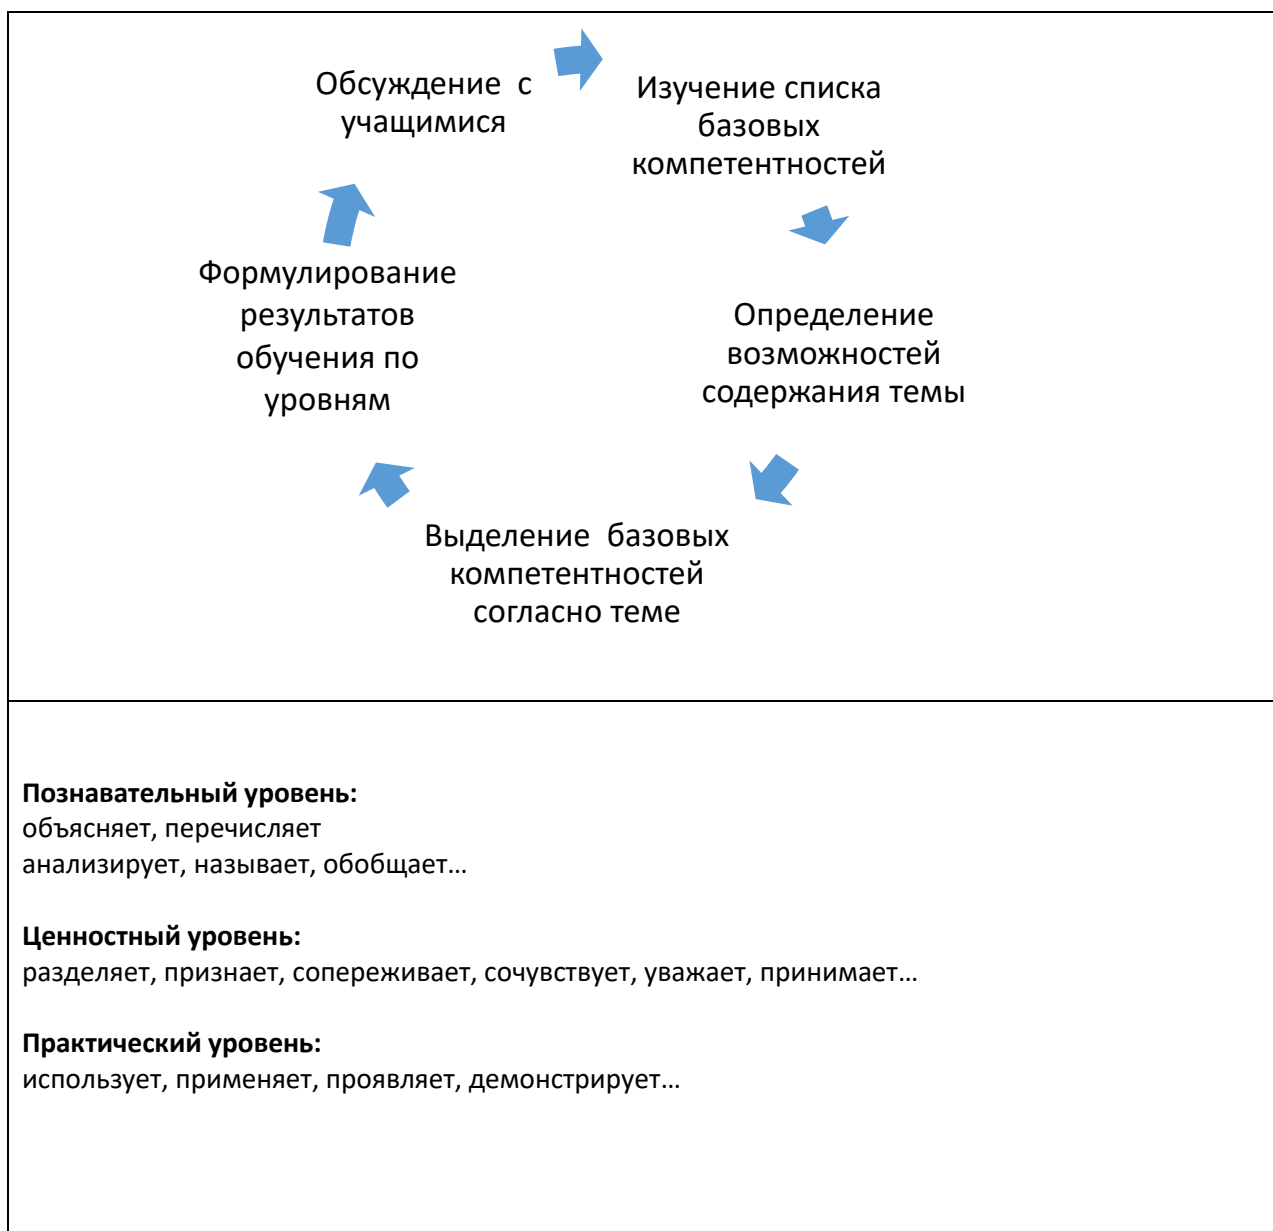 Обсуждение с
учащимися
Изучение списка
базовых
компетентностей
Определение
возможностей
содержания темы
Выделение базовых
компетентностей
согласно теме
Формулирование
результатов
обучения по
уровням
Познавательный уровень:
объясняет, перечисляет
анализирует, называет, обобщает…
Ценностный уровень:
разделяет, признает, сопереживает, сочувствует, уважает, принимает…
Практический уровень:
использует, применяет, проявляет, демонстрирует…